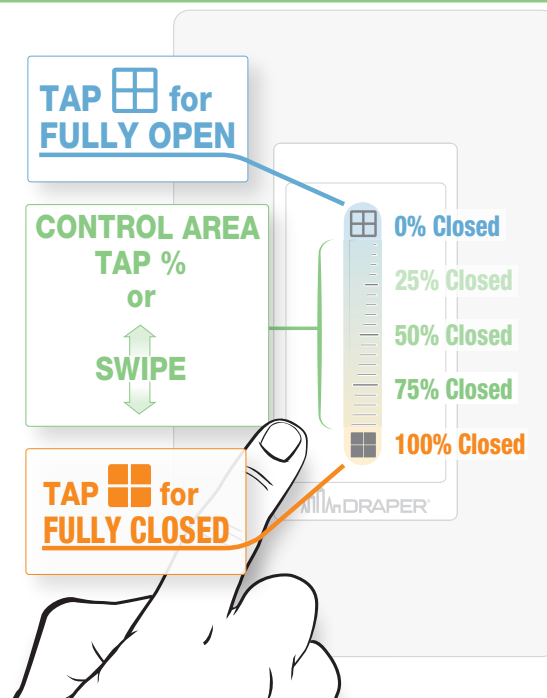 TAP for
FULLY OPEN
CONTROL AREA
TAP %
or
SWIPE
TAP for
FULLY CLOSED
0% Closed
25% Closed
50% Closed
75% Closed
100% Closed
DRAPER®